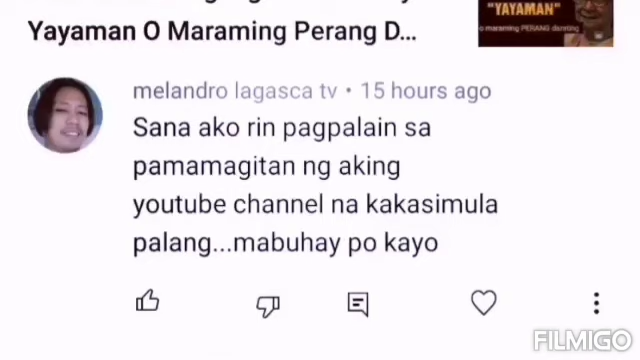 Yayaman O Maraming Perang D...
"YAYAMAN"
o maraming PERANG darating
melandro lagasca tv • 15 hours ago
Sana ako rin pagpalain sa
pamamagitan ng aking
youtube channel na kakasimula
palang...mabuhay po kayo
FILMIGO